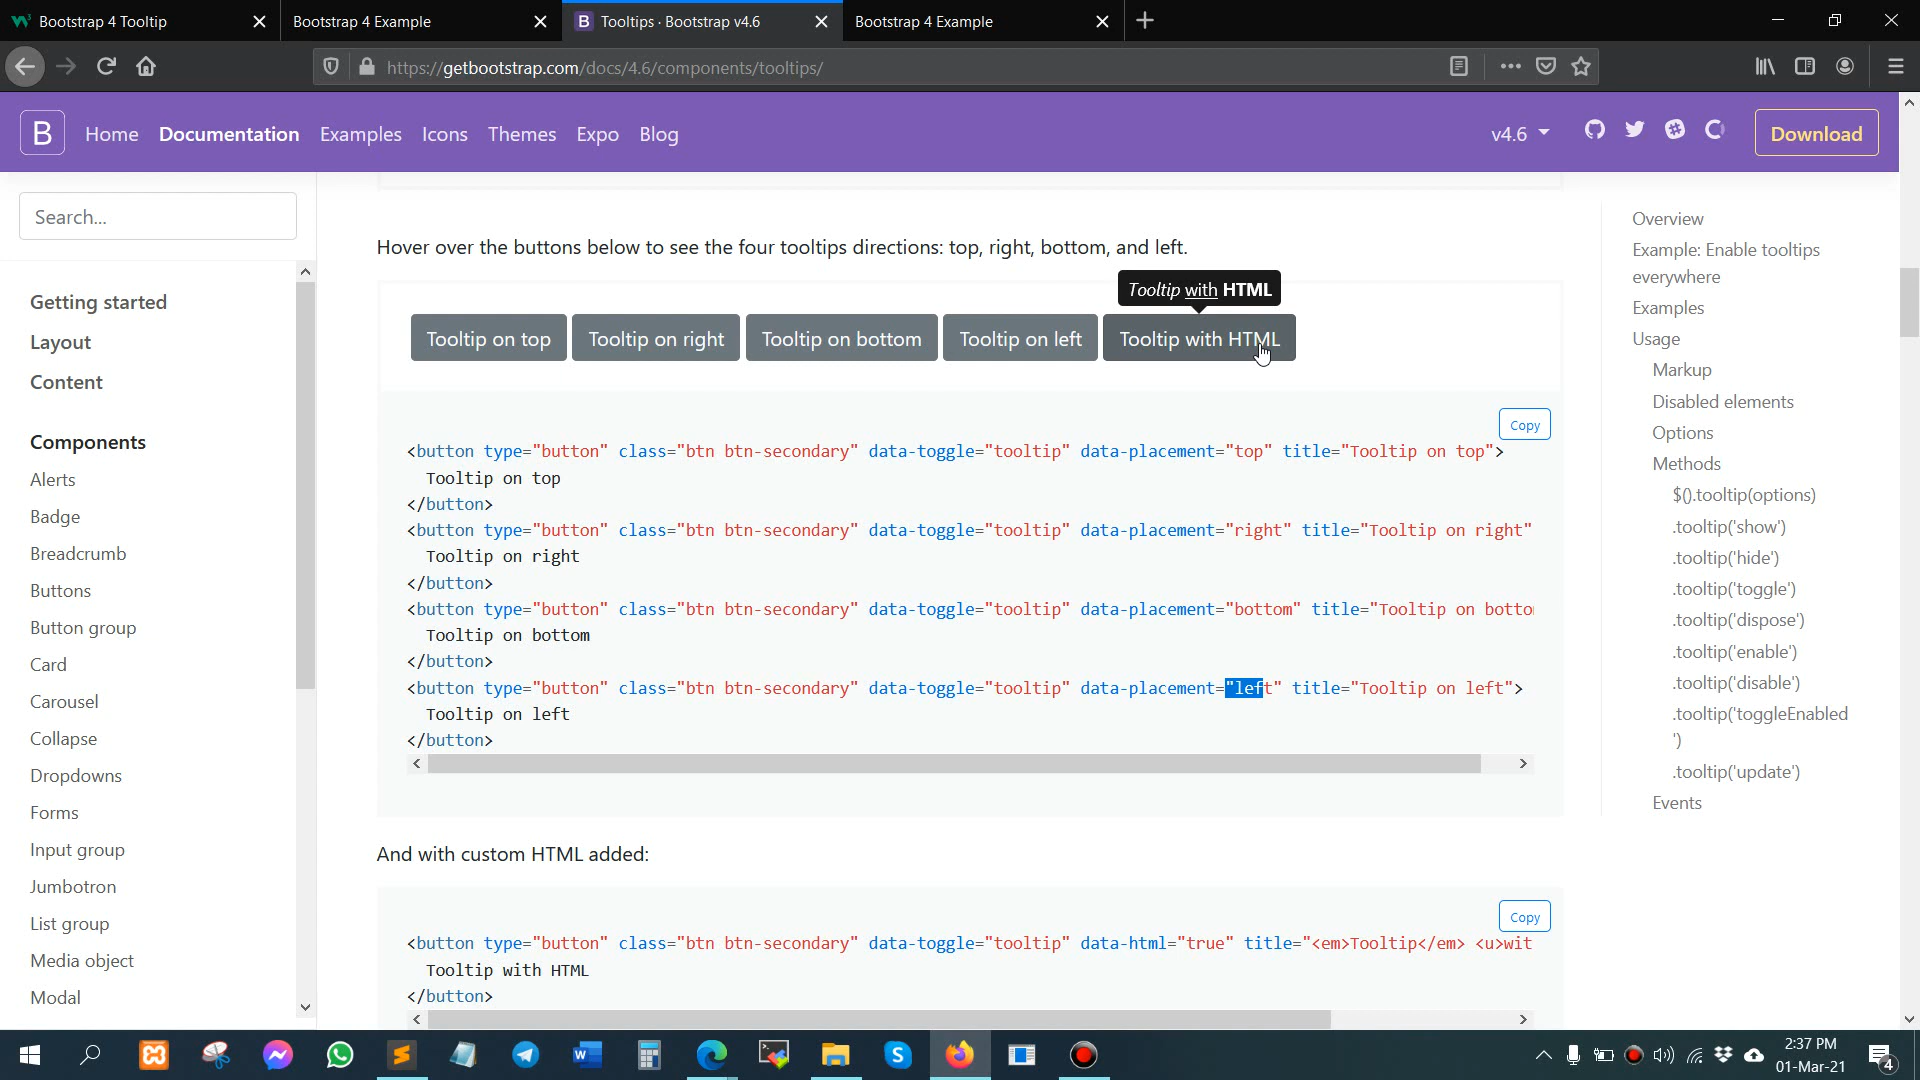 Bootstrap 4 Tooltip
Bootstrap 4 Example
B Tooltips · Bootstrap v4.6
Bootstrap 4 Example
https://getbootstrap.com/docs/4.6/components/tooltips/
B Home Documentation Examples Icons Themes Expo Blog v4.6 Download
Search...
Getting started
Layout
Content
Components
Alerts
Badge
Breadcrumb
Buttons
Button group
Card
Carousel
Collapse
Dropdowns
Forms
Input group
Jumbotron
List group
Media object
Modal
Hover over the buttons below to see the four tooltips directions: top, right, bottom, and left.
Tooltip with HTML
Tooltip on top Tooltip on right Tooltip on bottom Tooltip on left Tooltip with HTML
Copy
<button type="button" class="btn btn-secondary" data-toggle="tooltip" data-placement="top" title="Tooltip on top">
Tooltip on top
</button>
<button type="button" class="btn btn-secondary" data-toggle="tooltip" data-placement="right" title="Tooltip on right"
Tooltip on right
</button>
<button type="button" class="btn btn-secondary" data-toggle="tooltip" data-placement="bottom" title="Tooltip on botto
Tooltip on bottom
</button>
<button type="button" class="btn btn-secondary" data-toggle="tooltip" data-placement="left" title="Tooltip on left">
Tooltip on left
</button>
And with custom HTML added:
Copy
<button type="button" class="btn btn-secondary" data-toggle="tooltip" data-html="true" title="<em>Tooltip</em> <u>wit
Tooltip with HTML
</button>
Overview
Example: Enable tooltips
everywhere
Examples
Usage
Markup
Disabled elements
Options
Methods
$().tooltip(options)
.tooltip('show')
.tooltip('hide')
.tooltip('toggle')
.tooltip('dispose')
.tooltip('enable')
.tooltip('disable')
.tooltip('toggleEnabled
')
.tooltip('update')
Events
2:37 PM
01-Mar-21
4